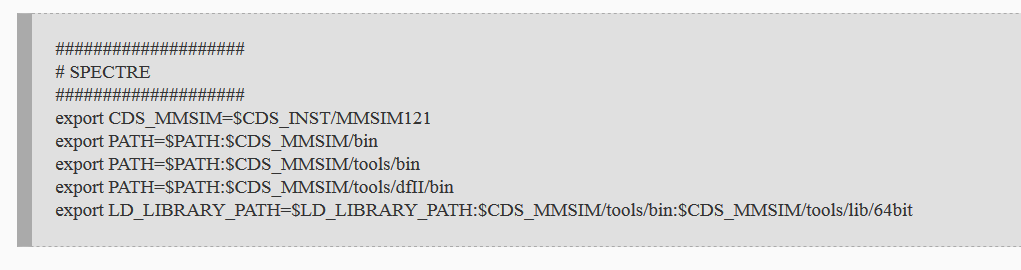 ####################
# SPECTRE
####################
export CDS_MMSIM=$CDS_INST/MMSIM121
export PATH=$PATH:$CDS_MMSIM/bin
export PATH=$PATH:$CDS_MMSIM/tools/bin
export PATH=$PATH:$CDS_MMSIM/tools/dfII/bin
export LD_LIBRARY_PATH=$LD_LIBRARY_PATH:$CDS_MMSIM/tools/bin:$CDS_MMSIM/tools/lib/64bit